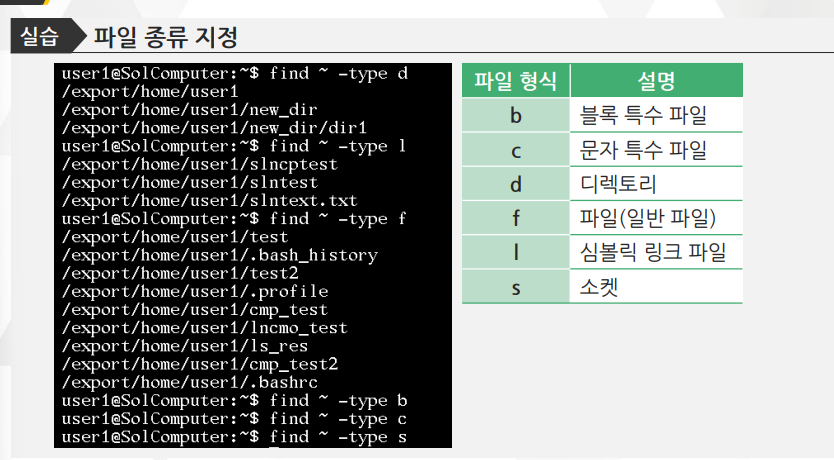 실습 파일 종류 지정
user1@SolComputer:~$ find ~ -type d
/export/home/user1
/export/home/user1/new_dir
/export/home/user1/new_dir/dir1
user1@SolComputer:~$ find ~ -type l
/export/home/user1/slncptest
/export/home/user1/slntest
/export/home/user1/slntext.txt
user1@SolComputer:~$ find ~ -type f
/export/home/user1/test
/export/home/user1/.bash_history
/export/home/user1/test2
/export/home/user1/.profile
/export/home/user1/cmp_test
/export/home/user1/lncmo_test
/export/home/user1/ls_res
/export/home/user1/cmp_test2
/export/home/user1/.bashrc
user1@SolComputer:~$ find ~ -type b
user1@SolComputer:~$ find ~ -type c
user1@SolComputer:~$ find ~ -type s
파일 형식 설명
b 블록 특수 파일
c 문자 특수 파일
d 디렉토리
f 파일(일반 파일)
l 심볼릭 링크 파일
s 소켓